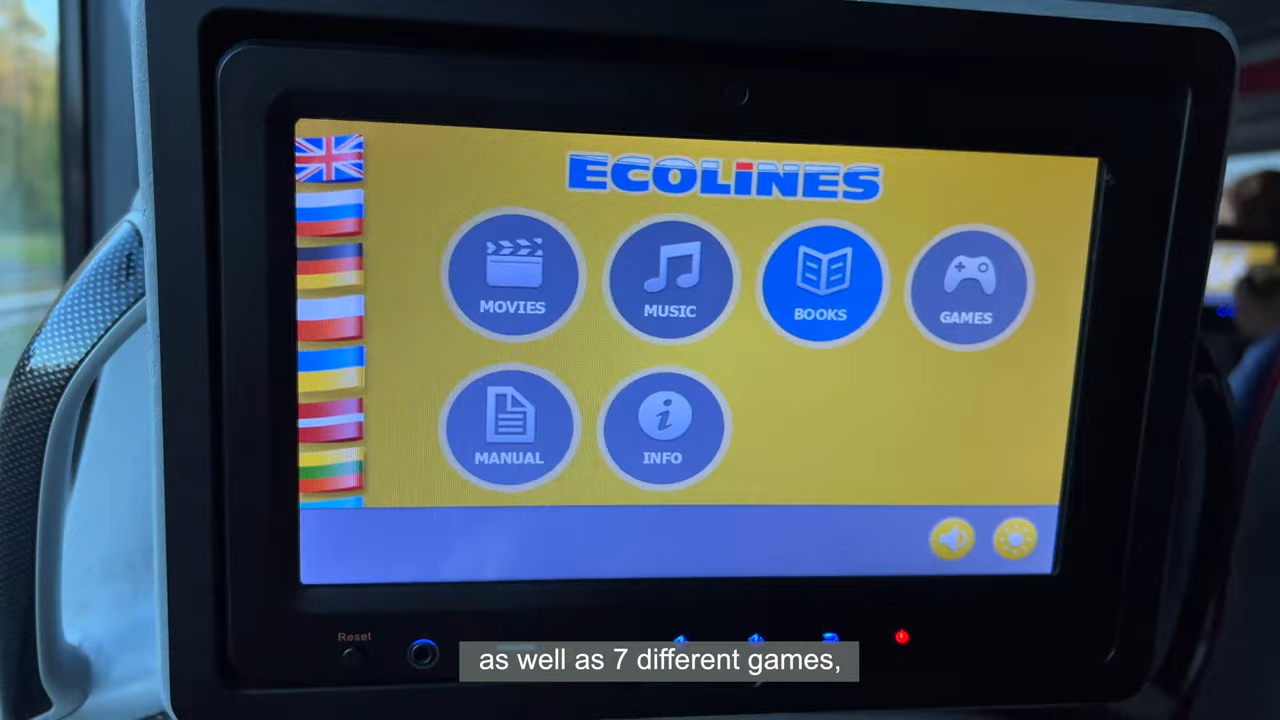 ECOLINES
MOVIES
MUSIC
BOOKS
GAMES
MANUAL
INFO
Reset
as well as 7 different games,